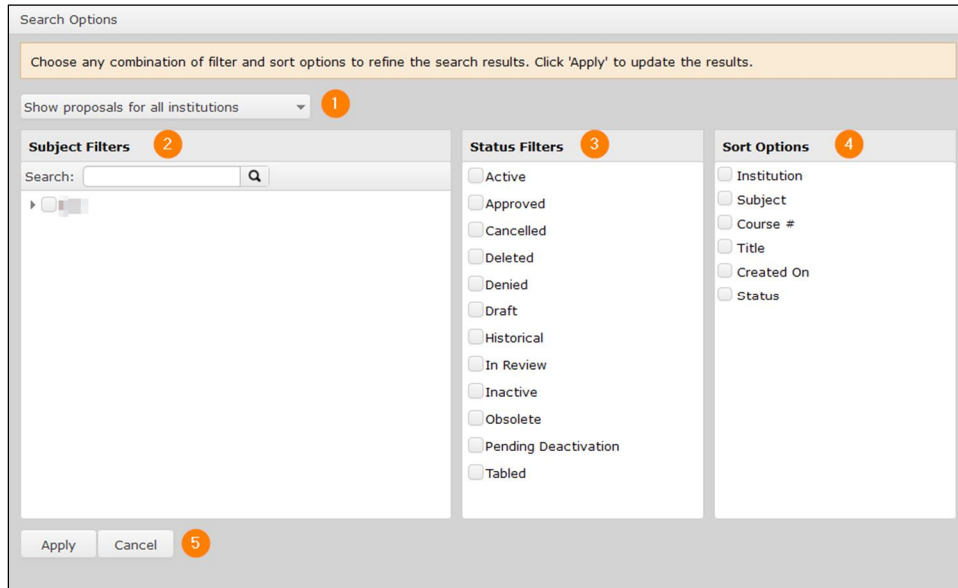 Search Options
Choose any combination of filter and sort options to refine the search results. Click 'Apply' to update the results.
Show proposals for all institutions
1
Subject Filters
2
Search:
Status Filters
3
Active
Approved
Cancelled
Deleted
Denied
Draft
Historical
In Review
Inactive
Obsolete
Pending Deactivation
Tabled
Sort Options
4
Institution
Subject
Course #
Title
Created On
Status
Apply
Cancel
5